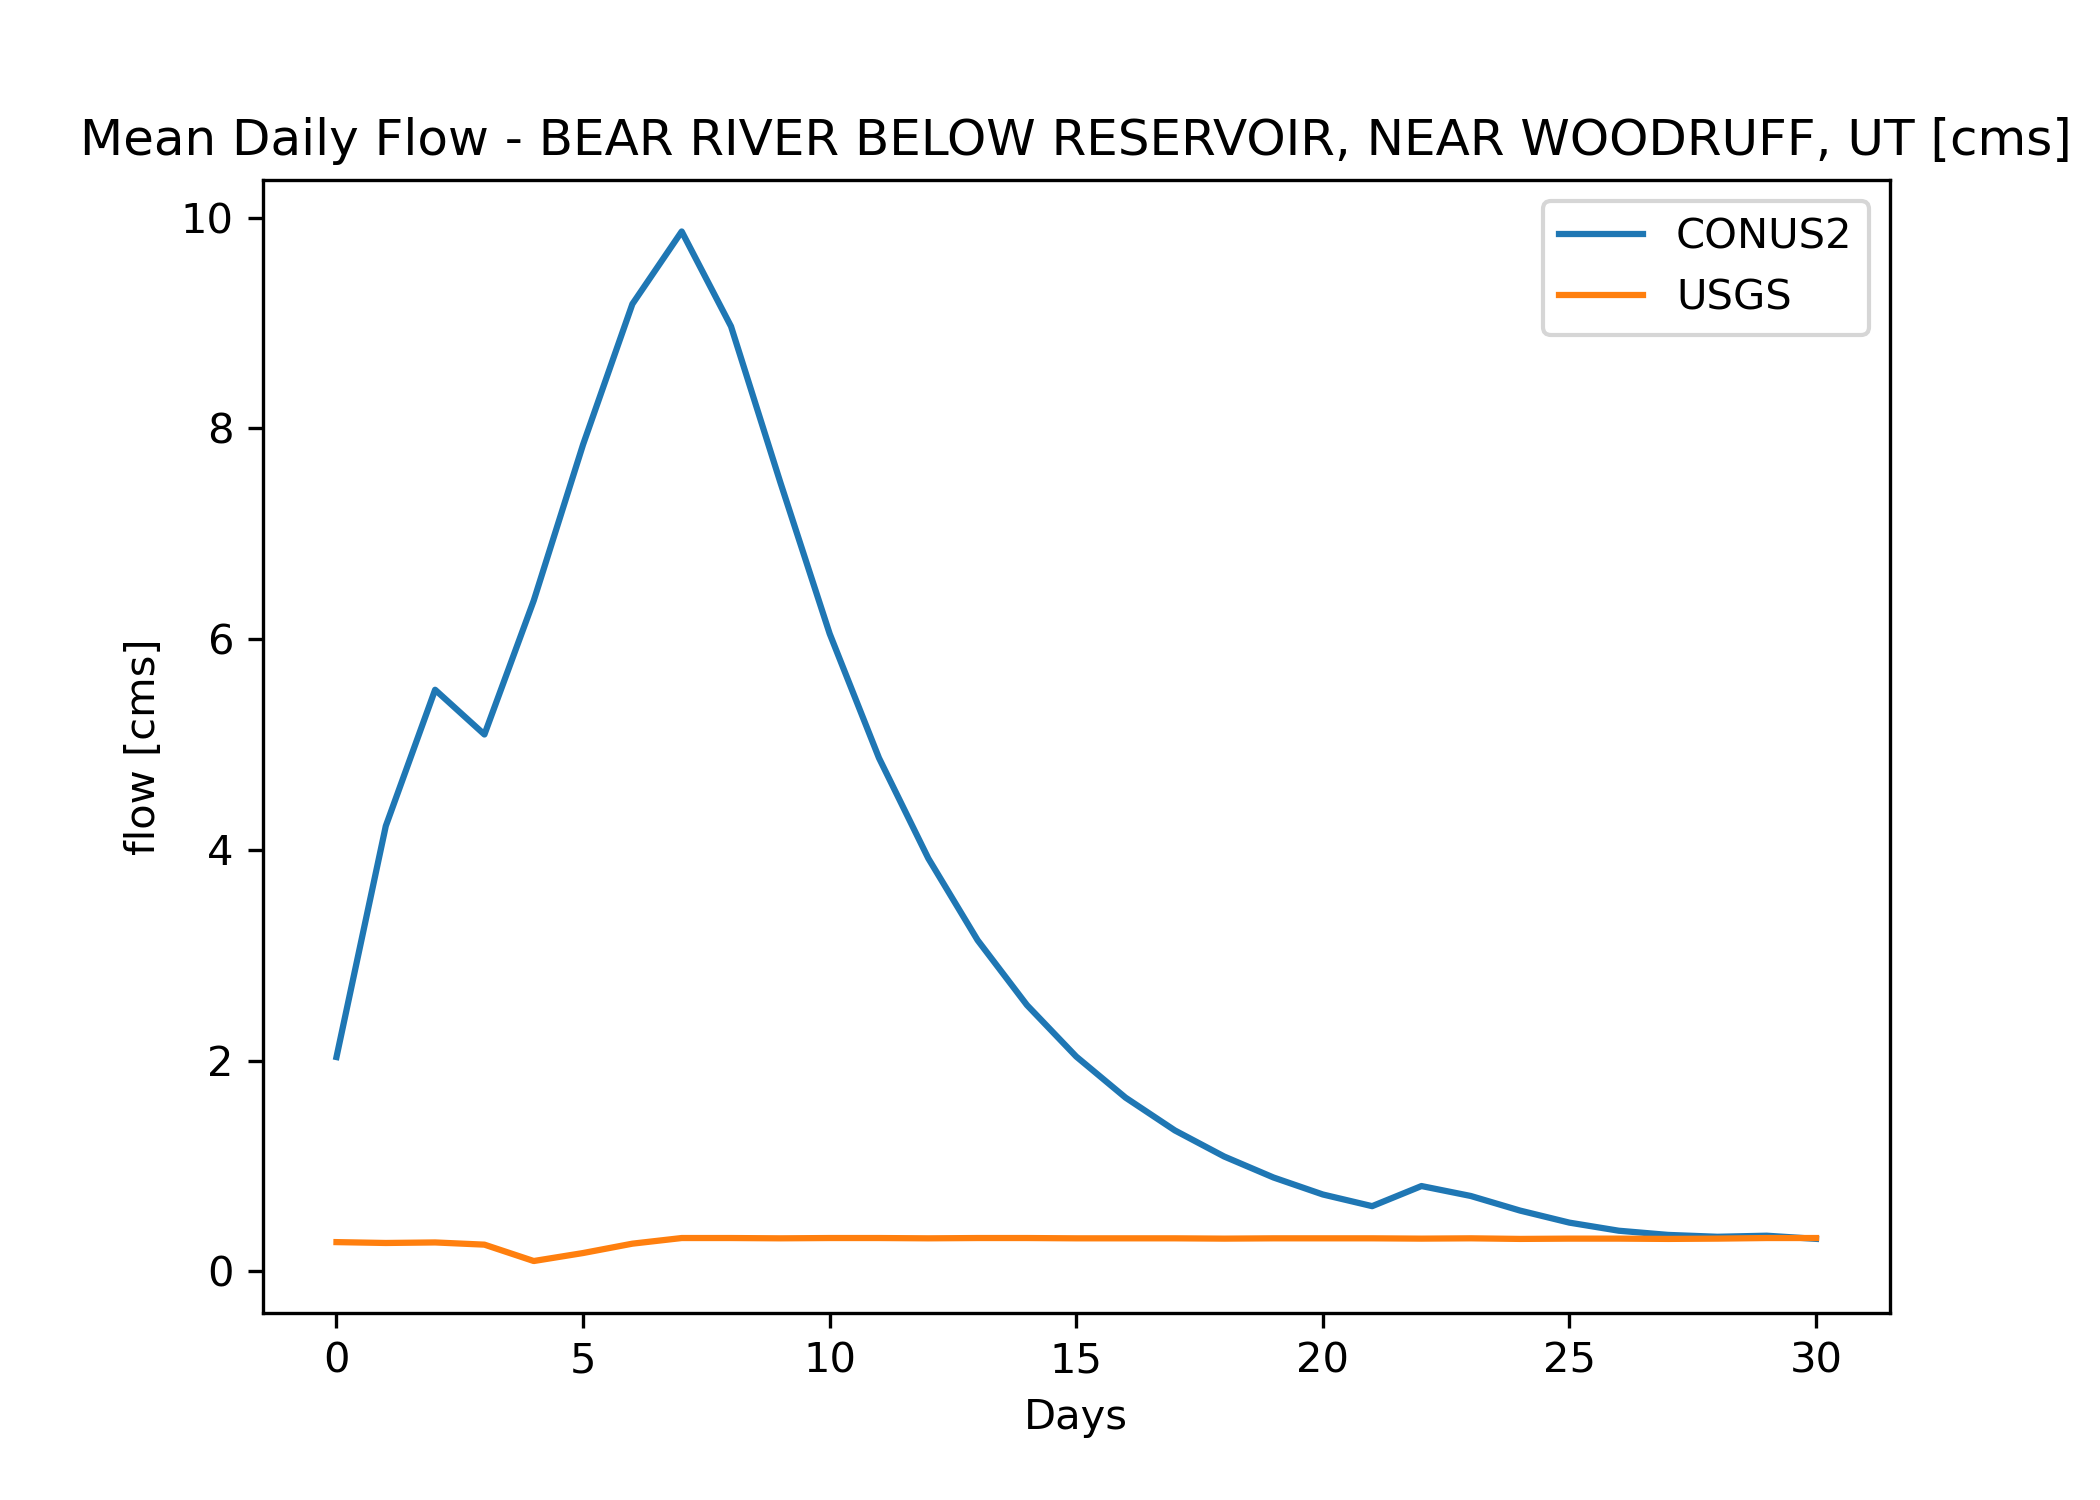 Mean Daily Flow - BEAR RIVER BELOW RESERVOIR, NEAR WOODRUFF, UT [cms]
CONUS2
USGS
flow [cms]
10
8
6
4
2
0
0 5 10 15 20 25 30
Days